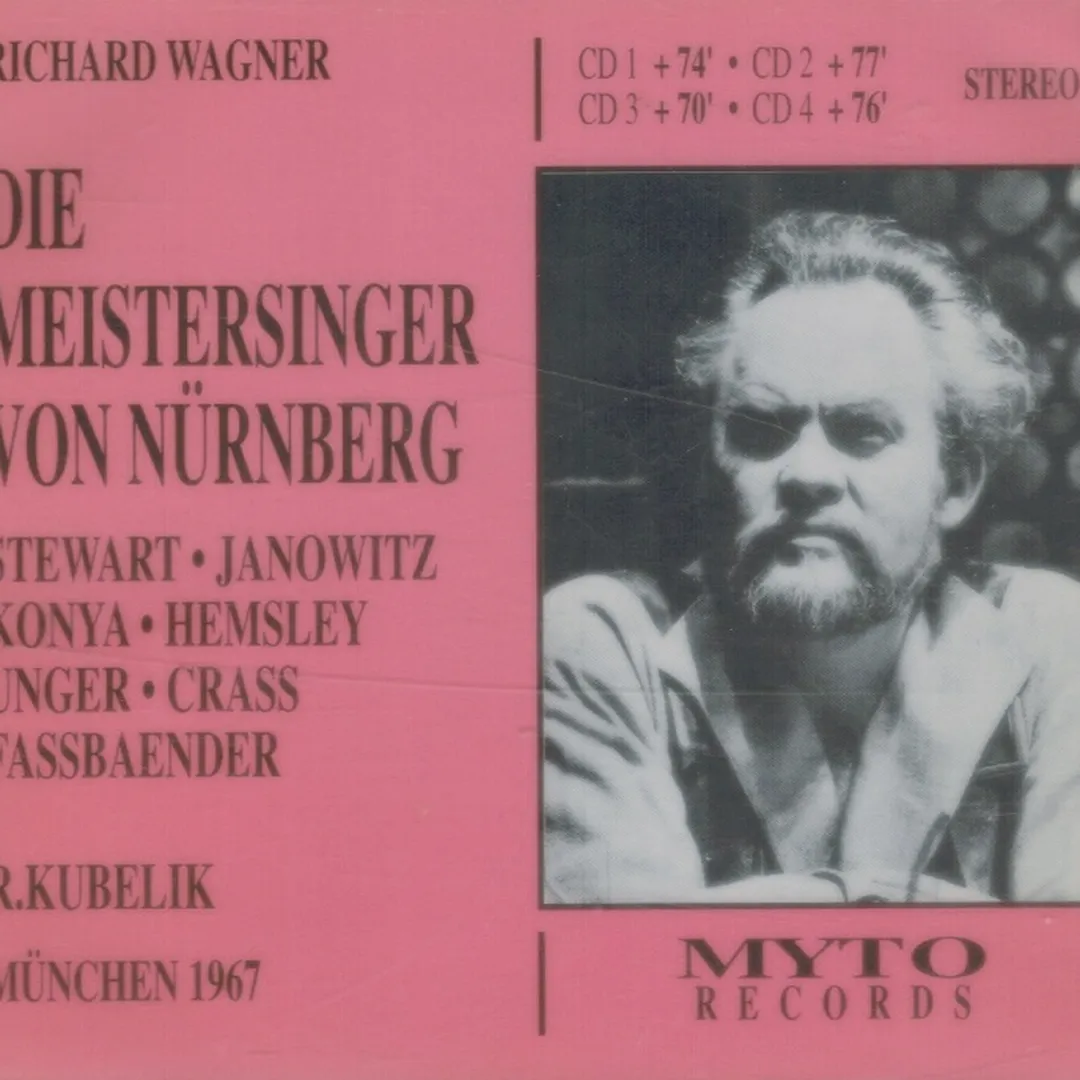 RICHARD WAGNER
CD 1 + 74' • CD 2 + 77'
CD 3 + 70' • CD 4 + 76'
STEREO
DIE
MEISTERSINGER
VON NÜRNBERG
STEWART • JANOWITZ
KONYA • HEMSLEY
UNGER • CRASS
FASSBAENDER
R.KUBELIK
MÜNCHEN 1967
MYTO
RECORDS